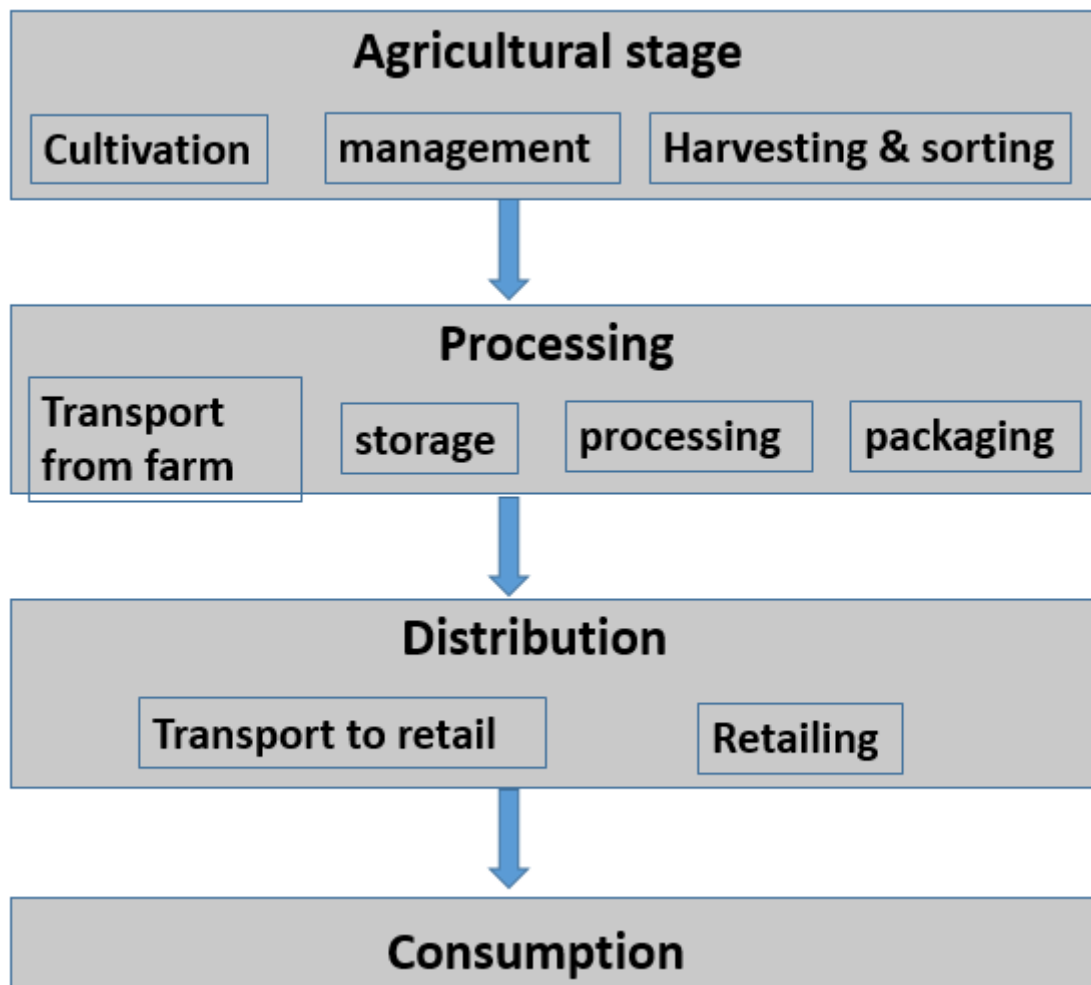 Agricultural stage
Cultivation
management
Harvesting & sorting
Processing
Transport
from farm
storage
processing
packaging
Distribution
Transport to retail
Retailing
Consumption